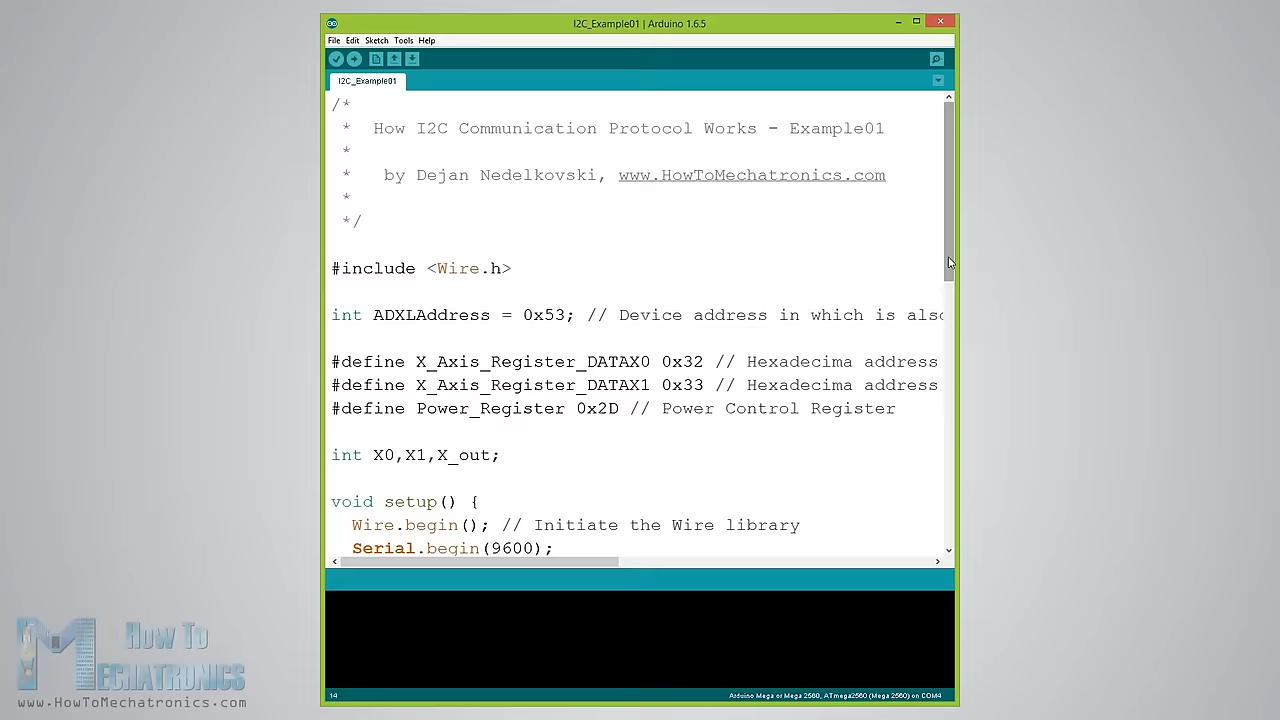 I2C_Example01 | Arduino 1.6.5
File Edit Sketch Tools Help
I2C_Example01
/*
 *  How I2C Communication Protocol Works - Example01
 *
 *   by Dejan Nedelkovski, www.HowToMechatronics.com
 *
 */
#include <Wire.h>
int ADXLAddress = 0x53; // Device address in which is also
#define X_Axis_Register_DATAX0 0x32 // Hexadecima address
#define X_Axis_Register_DATAX1 0x33 // Hexadecima address
#define Power_Register 0x2D // Power Control Register
int X0,X1,X_out;
void setup() {
  Wire.begin(); // Initiate the Wire library
  Serial.begin(9600);
14
Arduino Mega or Mega 2560, ATmega2560 (Mega 2560) on COM4
How To
Mechatronics
www.HowToMechatronics.com